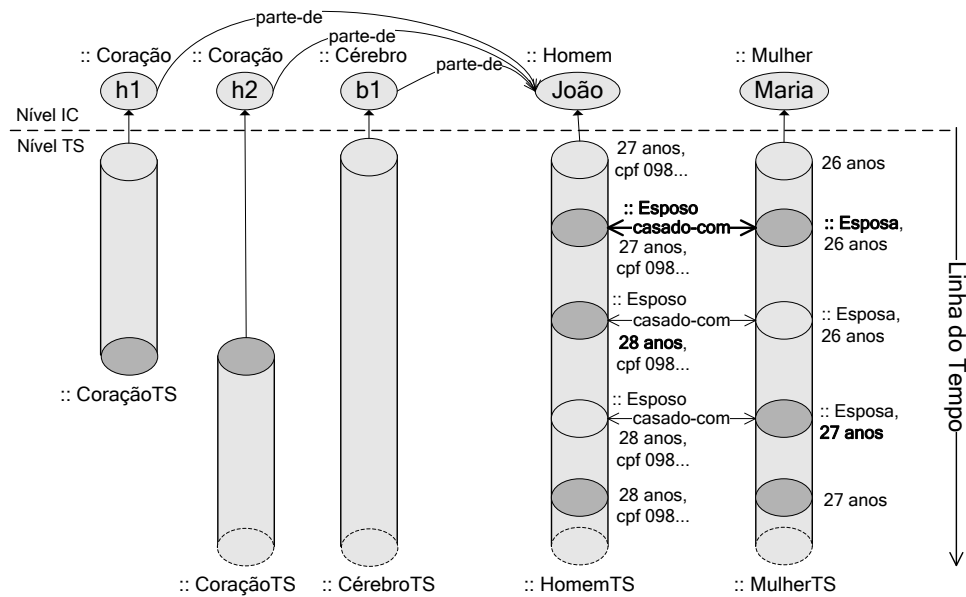 parte-de
parte-de
parte-de
:: Coração
:: Coração
:: Cérebro
:: Homem
:: Mulher
h1
h2
b1
João
Maria
Nível IC
Nível TS
27 anos,
cpf 098...
26 anos
:: Esposo
casado-com
27 anos,
cpf 098...
:: Esposa,
26 anos
:: Esposo
casado-com
28 anos,
cpf 098...
:: Esposa,
26 anos
:: Esposo
casado-com
28 anos,
cpf 098...
:: Esposa,
27 anos
28 anos,
cpf 098...
27 anos
:: CoraçãoTS
:: CoraçãoTS
:: CérebroTS
:: HomemTS
:: MulherTS
Linha do Tempo